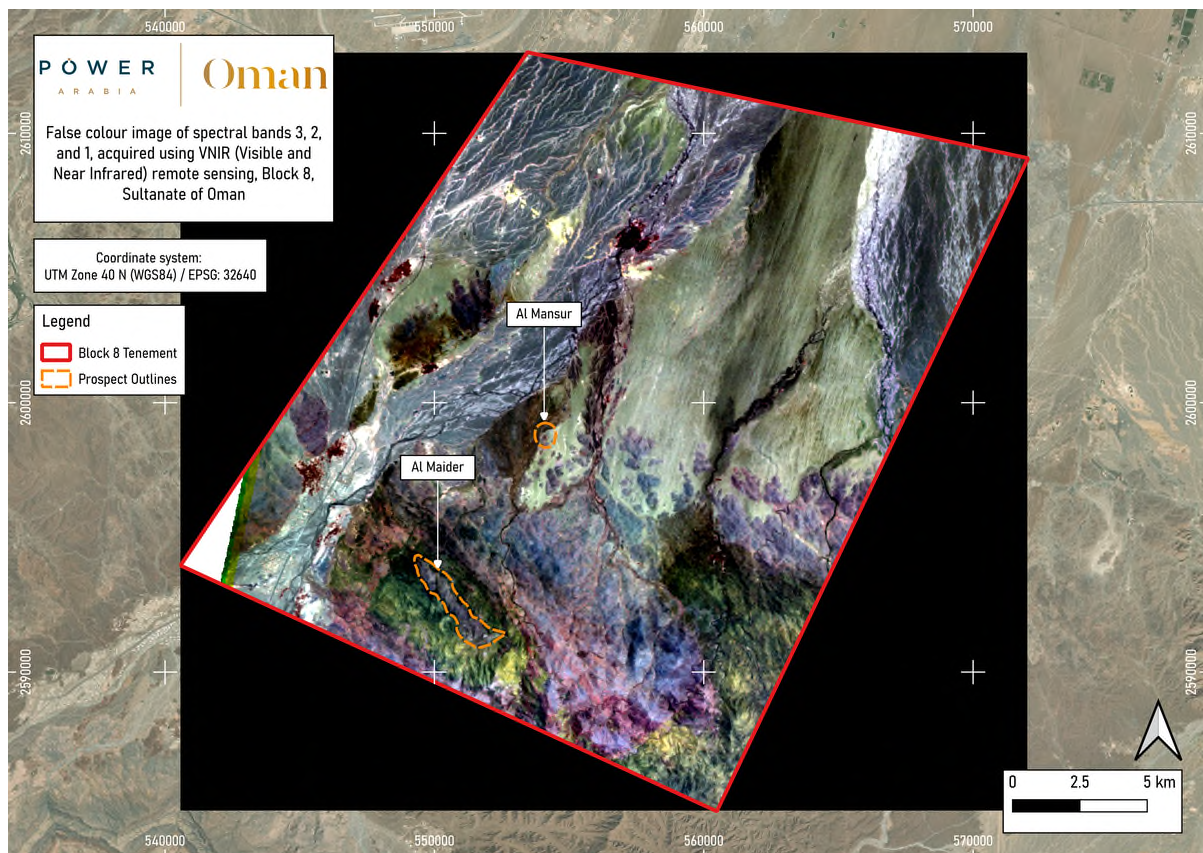 540000 550000 560000 570000
POWER
ARABIA
Oman
False colour image of spectral bands 3, 2,
and 1, acquired using VNIR (Visible and
Near Infrared) remote sensing, Block 8,
Sultanate of Oman
2610000 2610000
Coordinate system:
UTM Zone 40 N (WGS84) / EPSG: 32640
Legend
Block 8 Tenement
Prospect Outlines
Al Mansur
2600000 2600000
Al Maider
2590000 2590000
0 2.5 5 km
540000 550000 560000 570000